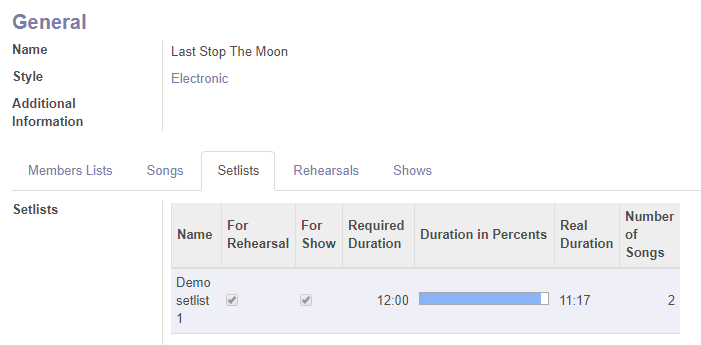 General
Name Last Stop The Moon
Style Electronic
Additional
Information
Members Lists Songs Setlists Rehearsals Shows
Setlists
Name For Rehearsal For Show Required Duration Duration in Percents Real Duration Number of Songs
Demo setlist 1 12:00 11:17 2